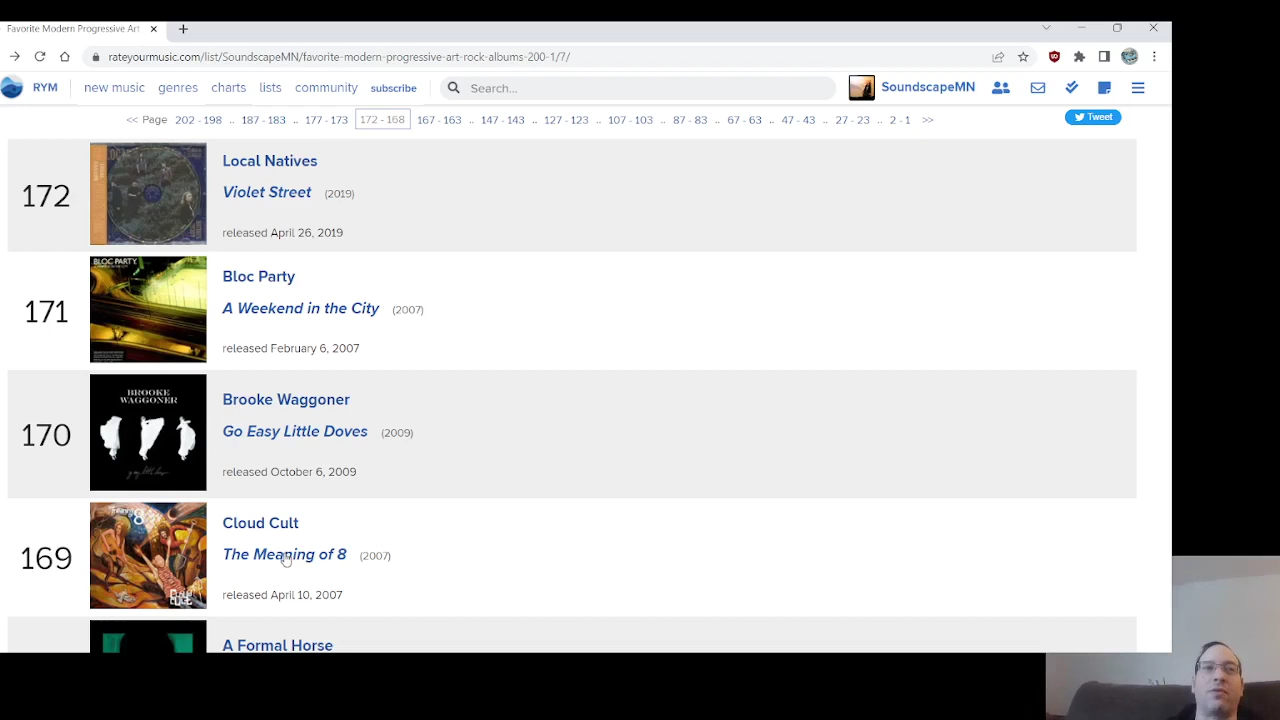 Favorite Modern Progressive Art
rateyourmusic.com/list/SoundscapeMN/favorite-modern-progressive-art-rock-albums-200-1/7/
RYM new music genres charts lists ommunity subscribe Search... SoundscapeMN
<< Page 202 - 198 .. 187 - 183 .. 177 - 173 172 - 168 167 - 163 .. 147 - 143 .. 127 - 123 .. 107 - 103 .. 87 - 83 .. 67 - 63 .. 47 - 43 .. 27 - 23 .. 2 - 1 >>
Tweet
172
Local Natives
Violet Street (2019)
released April 26, 2019
171
BLOC PARTY.
Bloc Party
A Weekend in the City (2007)
released February 6, 2007
170
BROOKE
WAGGONER
Brooke Waggoner
Go Easy Little Doves (2009)
released October 6, 2009
169
Cloud Cult
The Meaning of 8 (2007)
released April 10, 2007
A Formal Horse